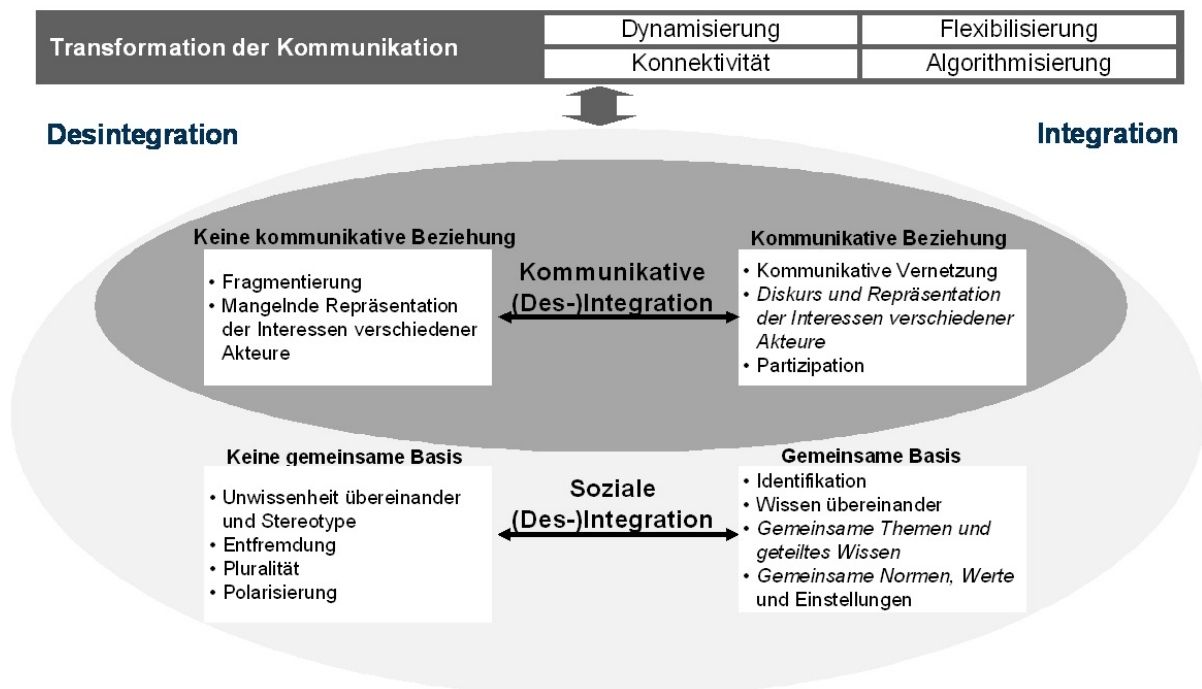 Transformation der Kommunikation
Dynamisierung
Flexibilisierung
Konnektivität
Algorithmisierung
Desintegration
Integration
Keine kommunikative Beziehung
• Fragmentierung
• Mangelnde Repräsentation
der Interessen verschiedener
Akteure
Kommunikative
(Des-)Integration
Kommunikative Beziehung
• Kommunikative Vernetzung
• Diskurs und Repräsentation
der Interessen verschiedener
Akteure
• Partizipation
Keine gemeinsame Basis
• Unwissenheit übereinander
und Stereotype
• Entfremdung
• Pluralität
• Polarisierung
Soziale
(Des-)Integration
Gemeinsame Basis
• Identifikation
• Wissen übereinander
• Gemeinsame Themen und
geteiltes Wissen
• Gemeinsame Normen, Werte
und Einstellungen